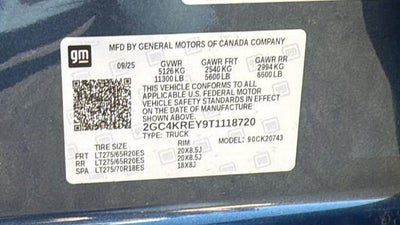 gm
MFD BY GENERAL MOTORS OF CANADA COMPANY
09/25 GVWR GAWR FRT GAWR RR
5126 KG 2540 KG 2994 KG
11300 LB 5600 LB 6600 LB
THIS VEHICLE CONFORMS TO ALL
APPLICABLE U.S. FEDERAL MOTOR
VEHICLE SAFETY STANDARDS IN EFFECT
ON THE DATE OF MANUFACTURE
SHOWN ABOVE.
2GC4KREY9T1118720
TYPE: TRUCK MODEL: 90CK20743
TIRES RIM
FRT LT275/65R20ES 20X8.5J
RR LT275/65R20ES 20X8.5J
SPA LT275/70R18ES 18X8J